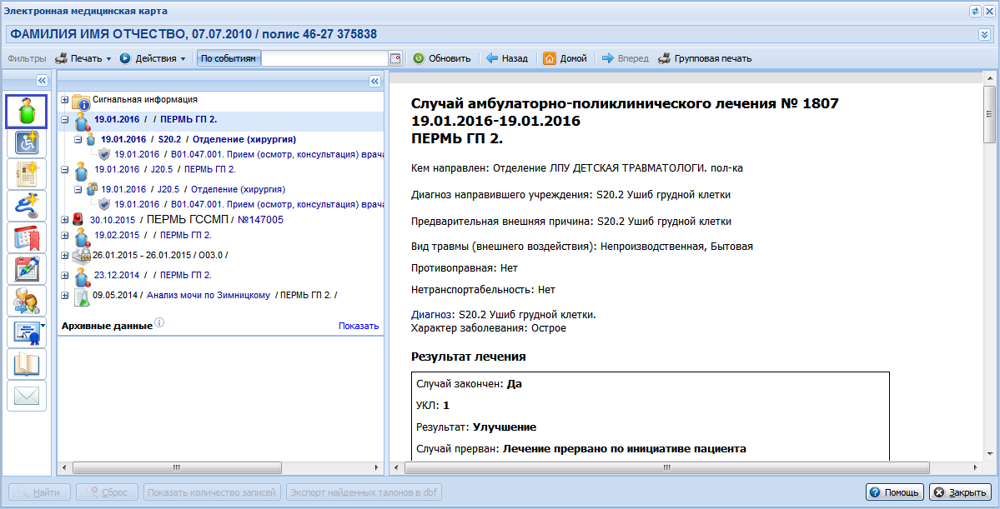 Электронная медицинская карта
ФАМИЛИЯ ИМЯ ОТЧЕСТВО, 07.07.2010 / полис 46-27 375838
Фильтры Печать Действия По событиям Обновить Назад Домой Вперед Групповая печать
Сигнальная информация
19.01.2016 / / ПЕРМЬ ГП 2.
19.01.2016 / S20.2 / Отделение (хирургия)
19.01.2016 / B01.047.001. Прием (осмотр, консультация) врача
19.01.2016 / J20.5 / ПЕРМЬ ГП 2.
19.01.2016 / J20.5 / Отделение (хирургия)
19.01.2016 / B01.047.001. Прием (осмотр, консультация) врача
30.10.2015 / ПЕРМЬ ГССМП / №147005
19.02.2015 / / ПЕРМЬ ГП 2.
26.01.2015 - 26.01.2015 / O03.0 /
23.12.2014 / / ПЕРМЬ ГП 2.
09.05.2014 / Анализ мочи по Зимницкому / ПЕРМЬ ГП 2. /
Архивные данные Показать
Случай амбулаторно-поликлинического лечения № 1807
19.01.2016-19.01.2016
ПЕРМЬ ГП 2.
Кем направлен: Отделение ЛПУ ДЕТСКАЯ ТРАВМАТОЛОГИ. пол-ка
Диагноз направившего учреждения: S20.2 Ушиб грудной клетки
Предварительная внешняя причина: S20.2 Ушиб грудной клетки
Вид травмы (внешнего воздействия): Непроизводственная, Бытовая
Противоправная: Нет
Нетранспортабельность: Нет
Диагноз: S20.2 Ушиб грудной клетки.
Характер заболевания: Острое
Результат лечения
Случай закончен: Да
УКЛ: 1
Результат: Улучшение
Случай прерван: Лечение прервано по инициативе пациента
Найти Сброс Показать количество записей Экспорт найденных талонов в dbf Помощь Закрыть